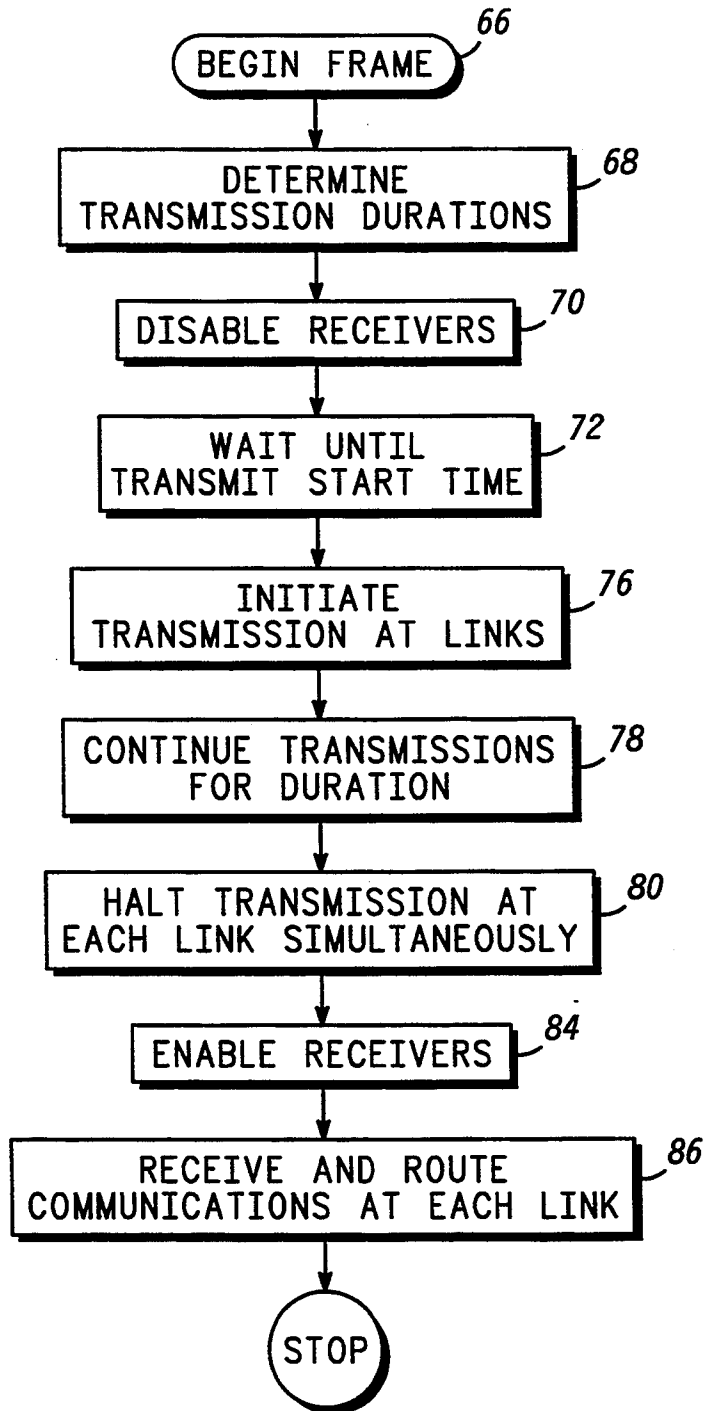 66
BEGIN FRAME
68
DETERMINE
TRANSMISSION DURATIONS
70
DISABLE RECEIVERS
72
WAIT UNTIL
TRANSMIT START TIME
76
INITIATE
TRANSMISSION AT LINKS
78
CONTINUE TRANSMISSIONS
FOR DURATION
80
HALT TRANSMISSION AT
EACH LINK SIMULTANEOUSLY
84
ENABLE RECEIVERS
86
RECEIVE AND ROUTE
COMMUNICATIONS AT EACH LINK
STOP